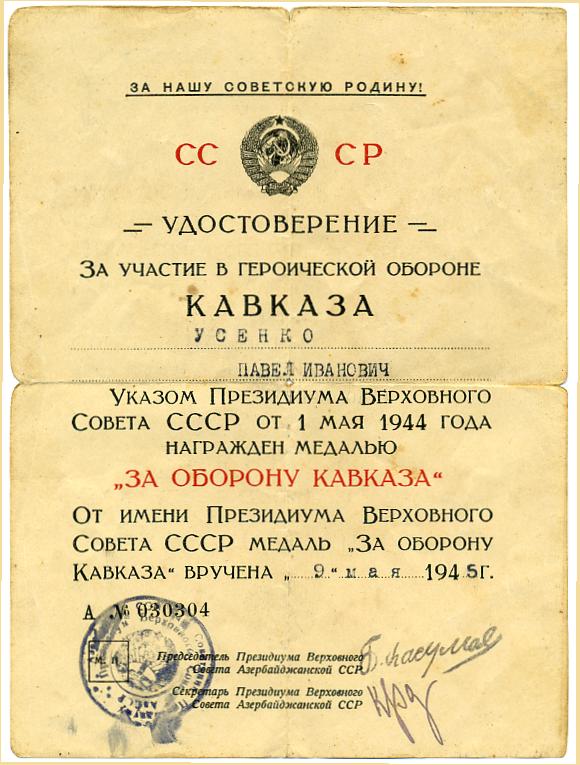 ЗА НАШУ СОВЕТСКУЮ РОДИНУ!
СС СР
УДОСТОВЕРЕНИЕ
ЗА УЧАСТИЕ В ГЕРОИЧЕСКОЙ ОБОРОНЕ
КАВКАЗА
УСЕНКО
ПАВЕЛ ИВАНОВИЧ
УКАЗОМ ПРЕЗИДИУМА ВЕРХОВНОГО
СОВЕТА СССР ОТ 1 МАЯ 1944 ГОДА
НАГРАЖДЕН МЕДАЛЬЮ
„ЗА ОБОРОНУ КАВКАЗА“
ОТ ИМЕНИ ПРЕЗИДИУМА ВЕРХОВНОГО
СОВЕТА СССР МЕДАЛЬ „ЗА ОБОРОНУ
КАВКАЗА“ ВРУЧЕНА „ 9 “ мая 1945 г.
А № 030304
М. П.
Председатель Президиума Верховного
Совета Азербайджанской ССР
Секретарь Президиума Верховного
Совета Азербайджанской ССР